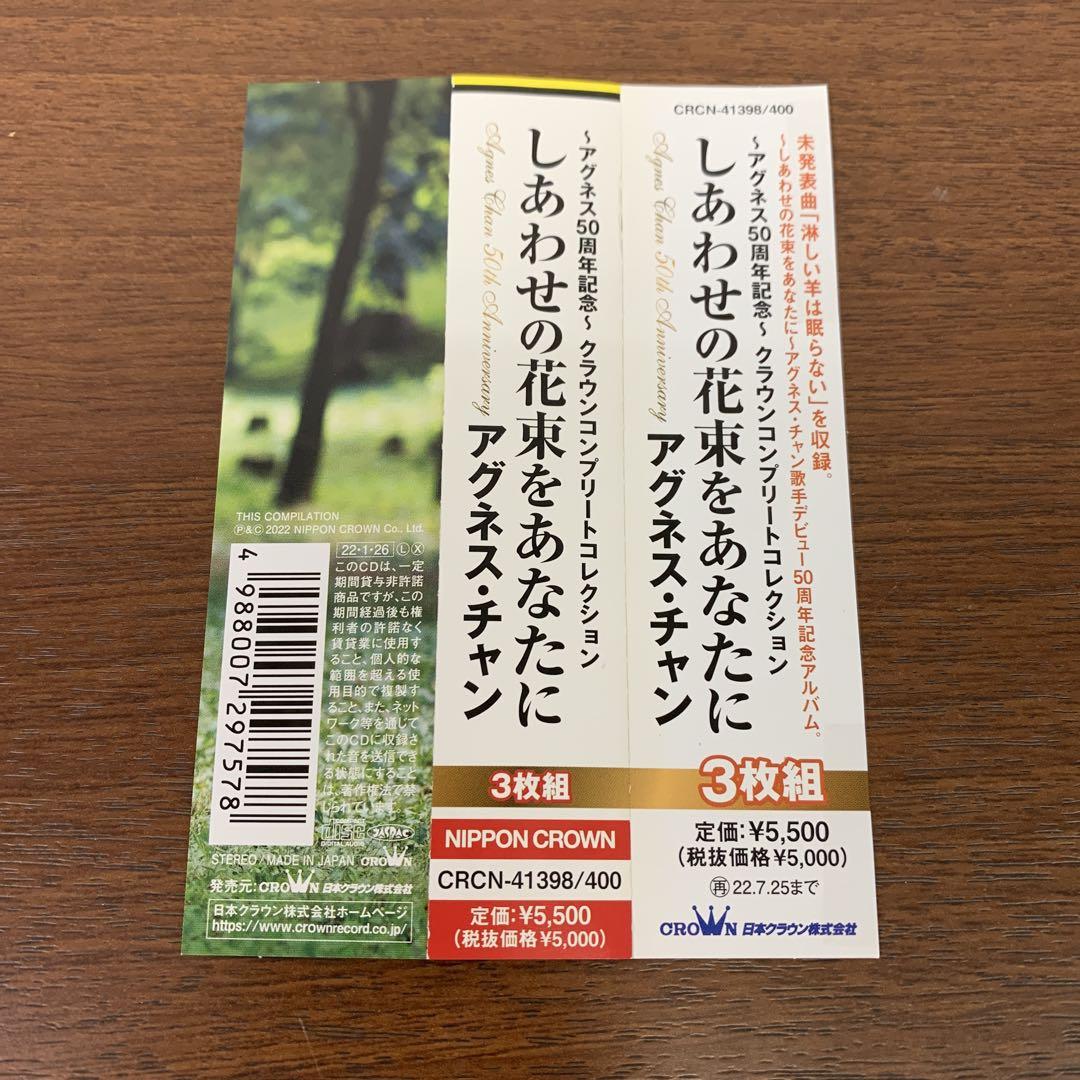 CRCN-41398/400
未発表曲「淋しい羊は眠らない」を収録。
〜しあわせの花束をあなたに〜アグネス・チャン歌手デビュー50周年記念アルバム。
〜アグネス50周年記念〜 クラウンコンプリートコレクション
しあわせの花束をあなたに
Agnes Chan 50th Anniversary
アグネス・チャン
3枚組
定価:¥5,500
(税抜価格¥5,000)
再 22.7.25まで
CROWN 日本クラウン株式会社
〜アグネス50周年記念〜 クラウンコンプリートコレクション
しあわせの花束をあなたに
Agnes Chan 50th Anniversary
アグネス・チャン
3枚組
NIPPON CROWN
CRCN-41398/400
定価:¥5,500
(税抜価格¥5,000)
THIS COMPILATION
Ⓟ&© 2022 NIPPON CROWN Co., Ltd.
4 988007 297578
22・1・26 Ⓛ Ⓧ
このCDは、一定
期間貸与非許諾
商品ですが、この
期間経過後も権
利者の許諾なく
賃貸業に使用す
ること、個人的な
範囲を超える使
用目的で複製す
ること、また、ネット
ワーク等を通じて
このCDに収録さ
れた音を送信でき
る状態にすること
は、著作権法で禁
じられています。
COMPACT
disc
DIGITAL AUDIO
JASRAC
STEREO/MADE IN JAPAN CROWN
発売元:CROWN 日本クラウン株式会社
日本クラウン株式会社ホームページ
https://www.crownrecord.co.jp/